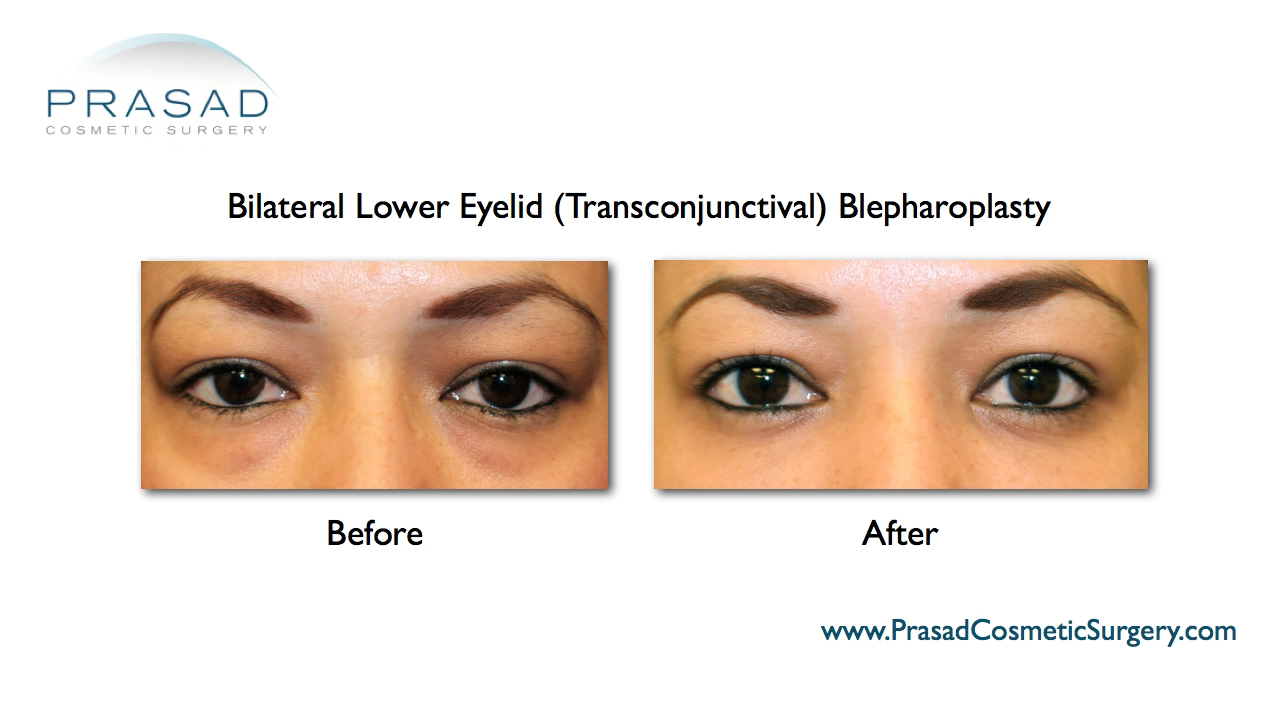 PRASAD
COSMETIC SURGERY
Bilateral Lower Eyelid (Transconjunctival) Blepharoplasty
Before
After
www.PrasadCosmeticSurgery.com